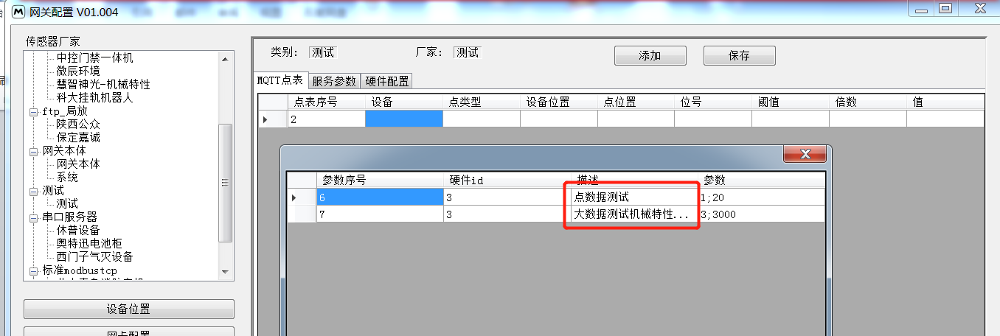 网关配置 V01.004
传感器厂家
中控门禁一体机
微辰环境
慧智神光-机械特性
科大挂轨机器人
ftp_局放
陕西公众
保定嘉诚
网关本体
网关本体
系统
测试
测试
串口服务器
休普设备
奥特迅电池柜
西门子气灭设备
标准modbustcp
设备位置
类别： 测试 厂家： 测试 添加 保存
MQTT点表 服务参数 硬件配置
点表序号 设备 点类型 设备位置 点位置 位号 阈值 倍数 值
2
参数序号 硬件id 描述 参数
6 3 点数据测试 1;20
7 3 大数据测试机械特性... 3;3000